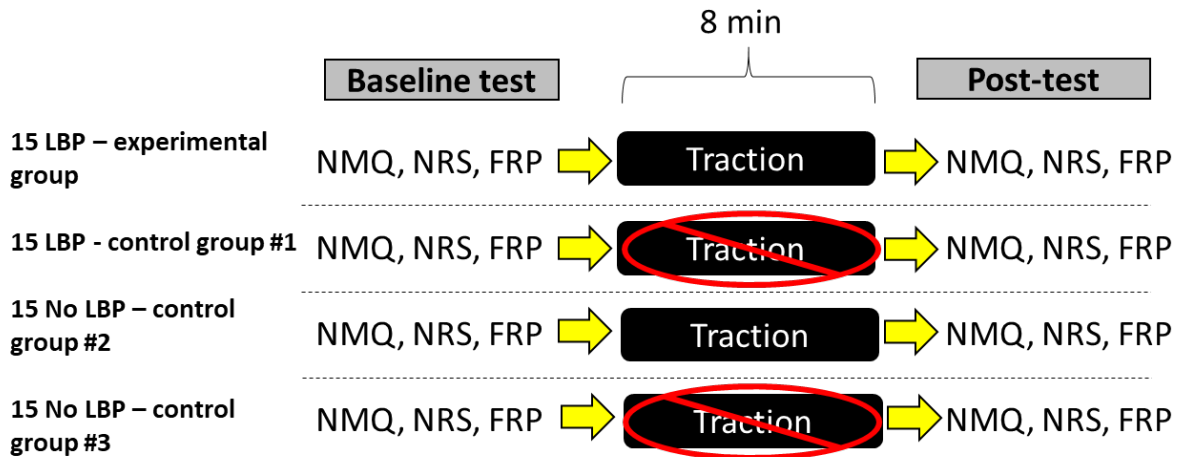 8 min
Baseline test
Post-test
15 LBP – experimental
group
NMQ, NRS, FRP
Traction
NMQ, NRS, FRP
15 LBP - control group #1
NMQ, NRS, FRP
Traction
NMQ, NRS, FRP
15 No LBP – control
group #2
NMQ, NRS, FRP
Traction
NMQ, NRS, FRP
15 No LBP – control
group #3
NMQ, NRS, FRP
Traction
NMQ, NRS, FRP